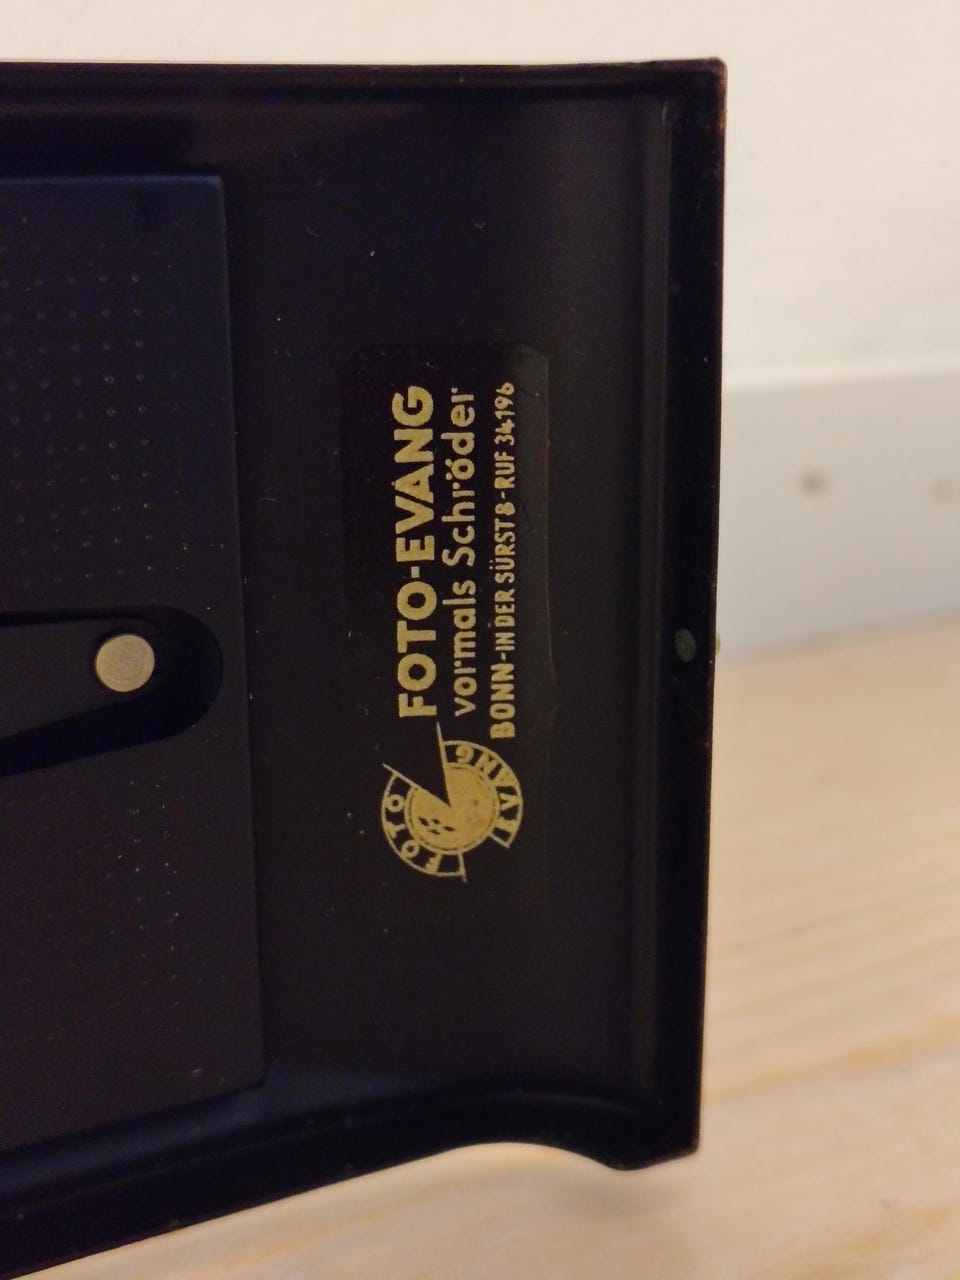 FOTO-EVANG
vormals Schröder
BONN-IN DER SÜRST 8-RUF 34196
FOTO
EVANG